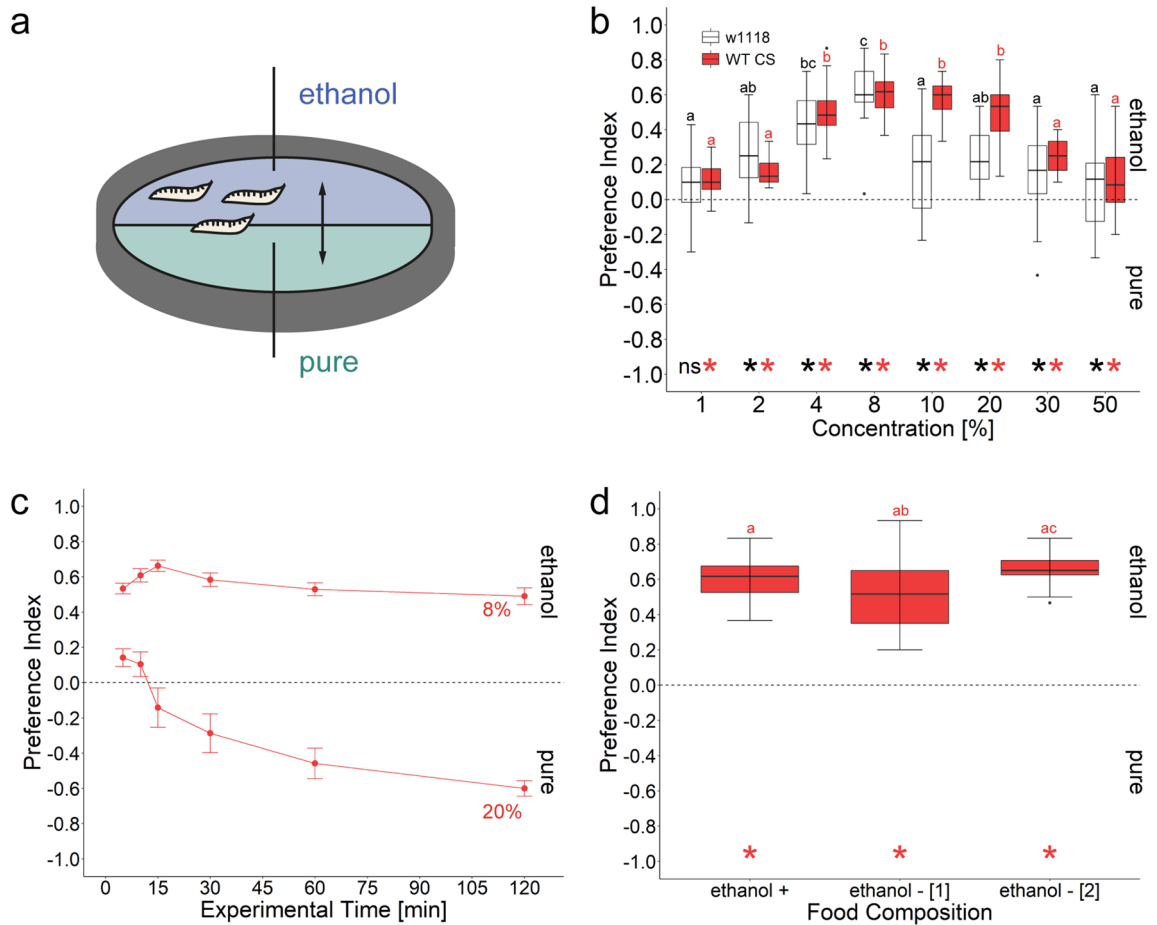 a
ethanol
pure
b
w1118
WT CS
Preference Index
1.0
0.8
0.6
0.4
0.2
0.0
-0.2
-0.4
-0.6
-0.8
-1.0
a a ab a bc b c b a b ab b a a a a
ethanol
pure
ns * * * * * * * * * * * * * * *
1 2 4 8 10 20 30 50
Concentration [%]
c
Preference Index
1.0
0.8
0.6
0.4
0.2
0.0
-0.2
-0.4
-0.6
-0.8
-1.0
ethanol
8%
pure
20%
0 15 30 45 60 75 90 105 120
Experimental Time [min]
d
Preference Index
1.0
0.8
0.6
0.4
0.2
0.0
-0.2
-0.4
-0.6
-0.8
-1.0
a ab ac
ethanol
pure
* * *
ethanol + ethanol - [1] ethanol - [2]
Food Composition